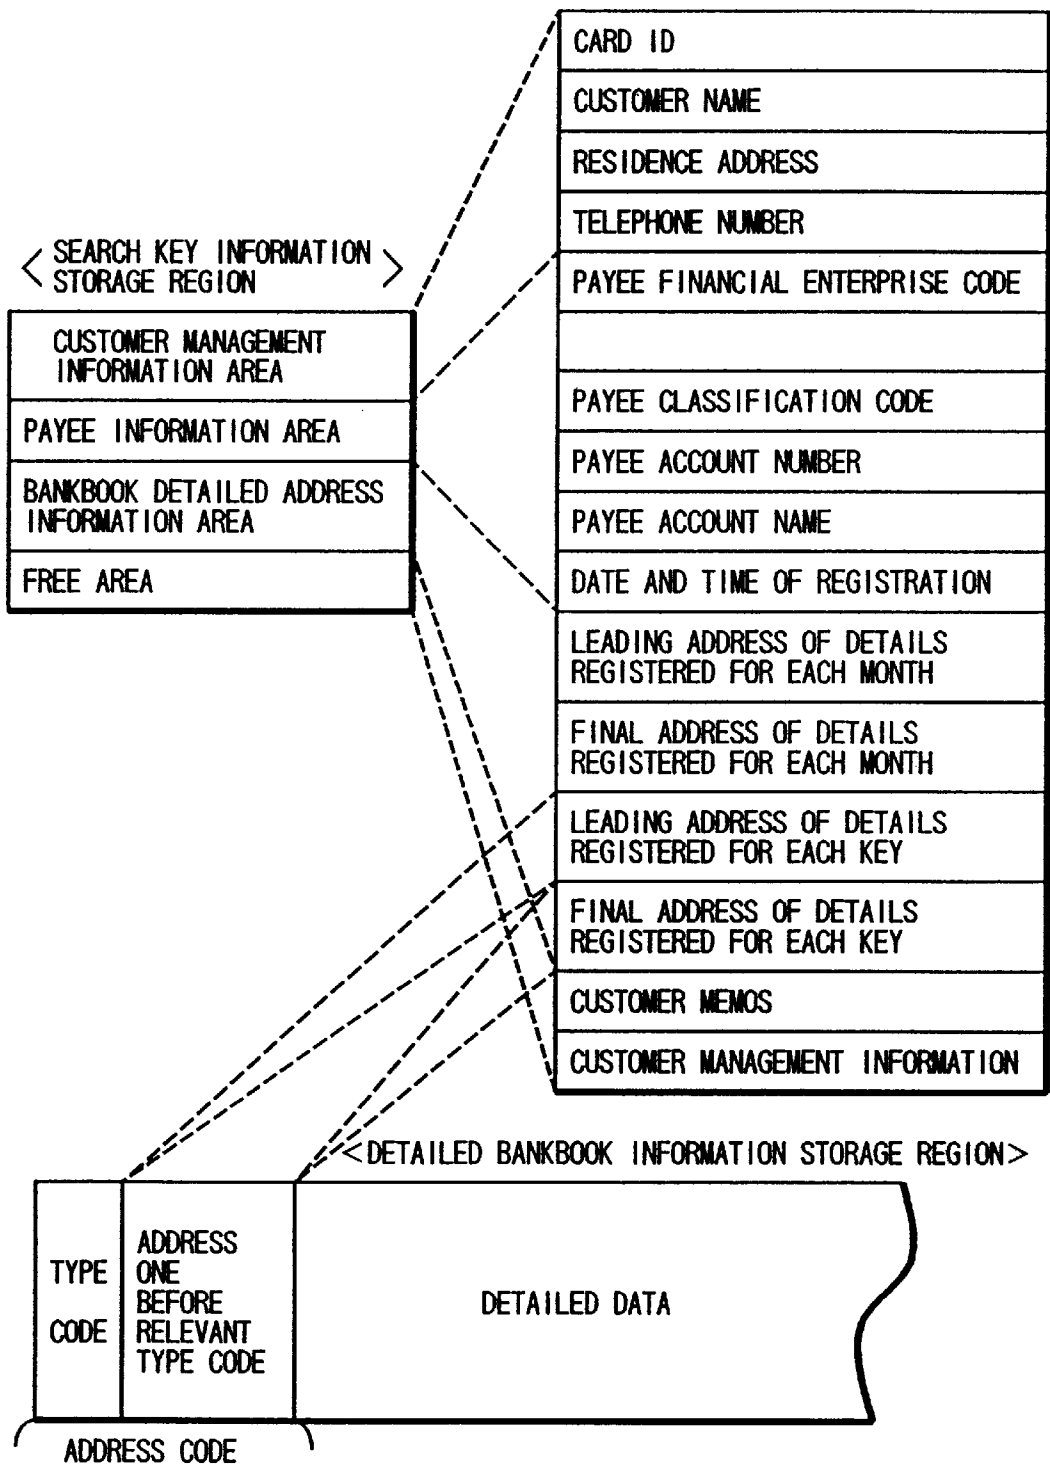 CARD ID
CUSTOMER NAME
RESIDENCE ADDRESS
TELEPHONE NUMBER
PAYEE FINANCIAL ENTERPRISE CODE
PAYEE CLASSIFICATION CODE
PAYEE ACCOUNT NUMBER
PAYEE ACCOUNT NAME
DATE AND TIME OF REGISTRATION
LEADING ADDRESS OF DETAILS
REGISTERED FOR EACH MONTH
FINAL ADDRESS OF DETAILS
REGISTERED FOR EACH MONTH
LEADING ADDRESS OF DETAILS
REGISTERED FOR EACH KEY
FINAL ADDRESS OF DETAILS
REGISTERED FOR EACH KEY
CUSTOMER MEMOS
CUSTOMER MANAGEMENT INFORMATION
<SEARCH KEY INFORMATION
STORAGE REGION>
CUSTOMER MANAGEMENT
INFORMATION AREA
PAYEE INFORMATION AREA
BANKBOOK DETAILED ADDRESS
INFORMATION AREA
FREE AREA
<DETAILED BANKBOOK INFORMATION STORAGE REGION>
TYPE
CODE
ADDRESS
ONE
BEFORE
RELEVANT
TYPE CODE
DETAILED DATA
ADDRESS CODE